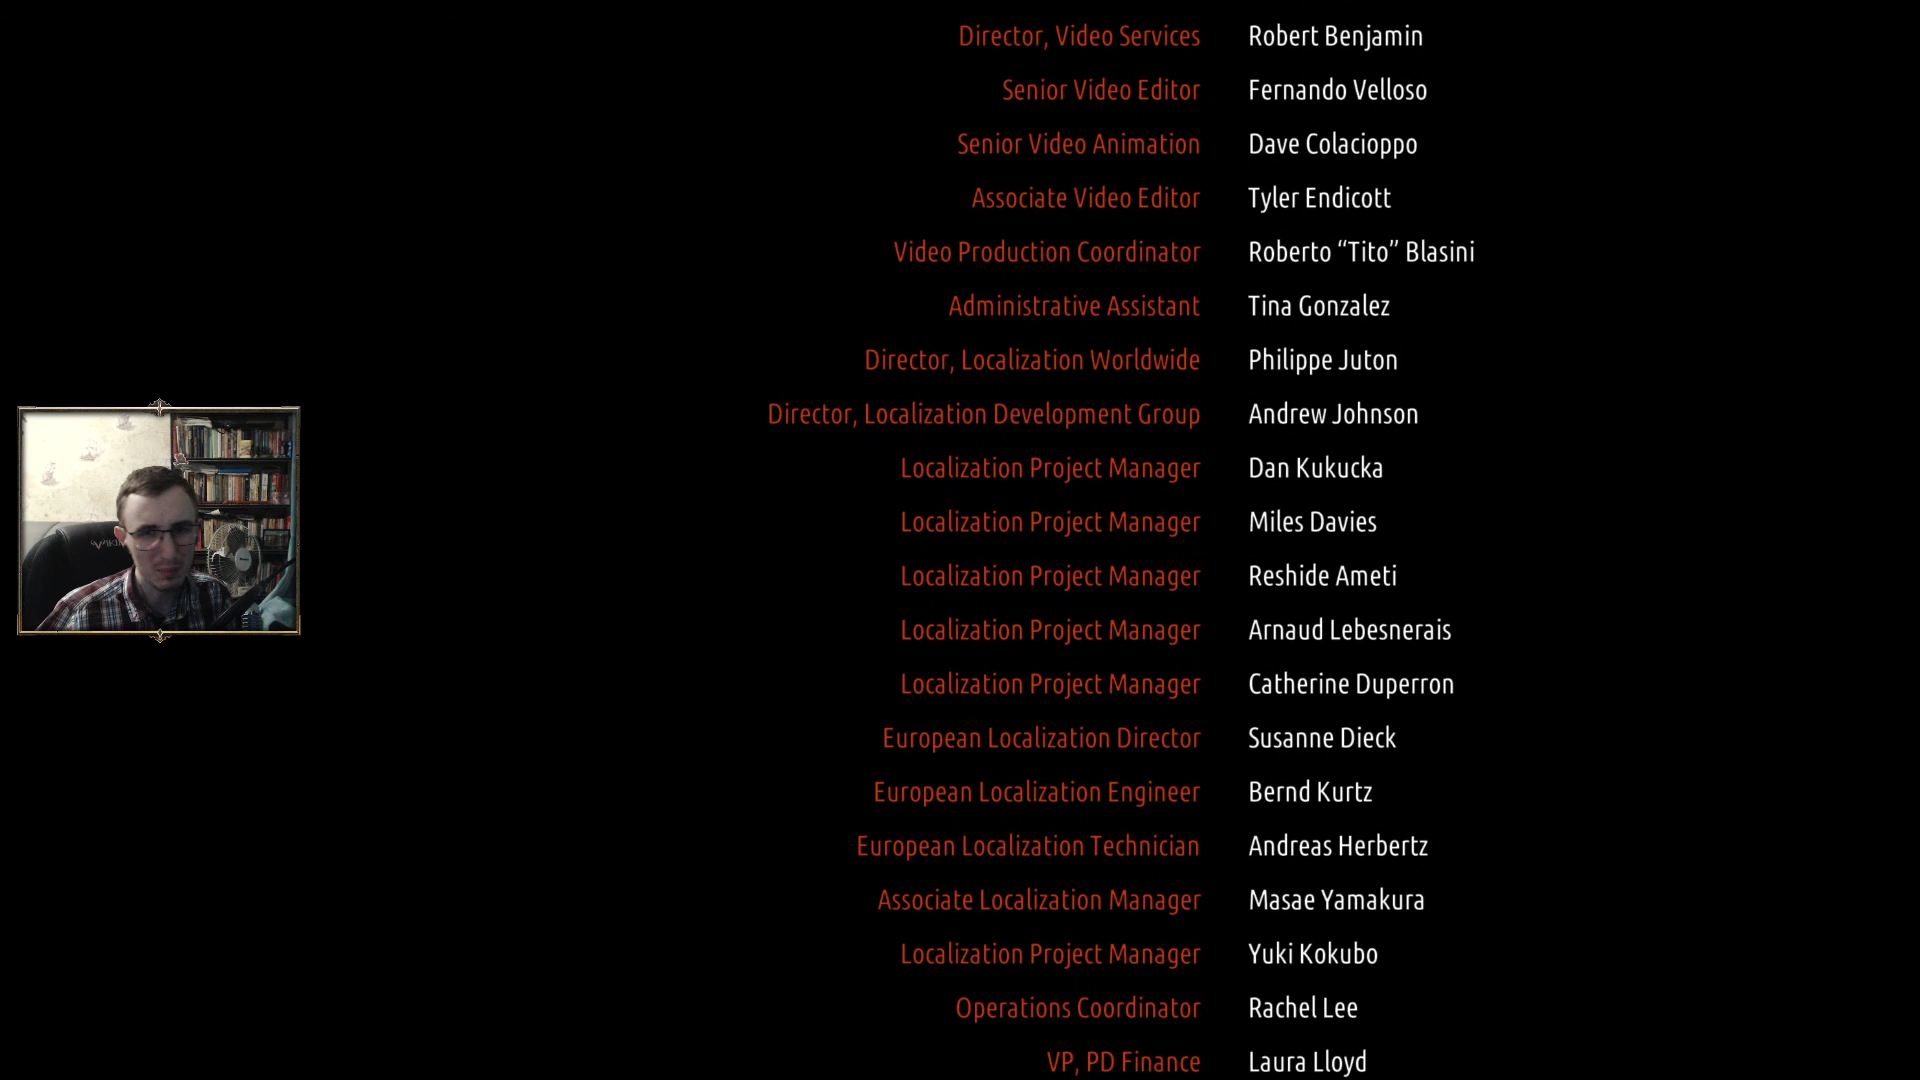 Director, Video Services Robert Benjamin
Senior Video Editor Fernando Velloso
Senior Video Animation Dave Colacioppo
Associate Video Editor Tyler Endicott
Video Production Coordinator Roberto “Tito” Blasini
Administrative Assistant Tina Gonzalez
Director, Localization Worldwide Philippe Juton
Director, Localization Development Group Andrew Johnson
Localization Project Manager Dan Kukucka
Localization Project Manager Miles Davies
Localization Project Manager Reshide Ameti
Localization Project Manager Arnaud Lebesnerais
Localization Project Manager Catherine Duperron
European Localization Director Susanne Dieck
European Localization Engineer Bernd Kurtz
European Localization Technician Andreas Herbertz
Associate Localization Manager Masae Yamakura
Localization Project Manager Yuki Kokubo
Operations Coordinator Rachel Lee
VP, PD Finance Laura Lloyd